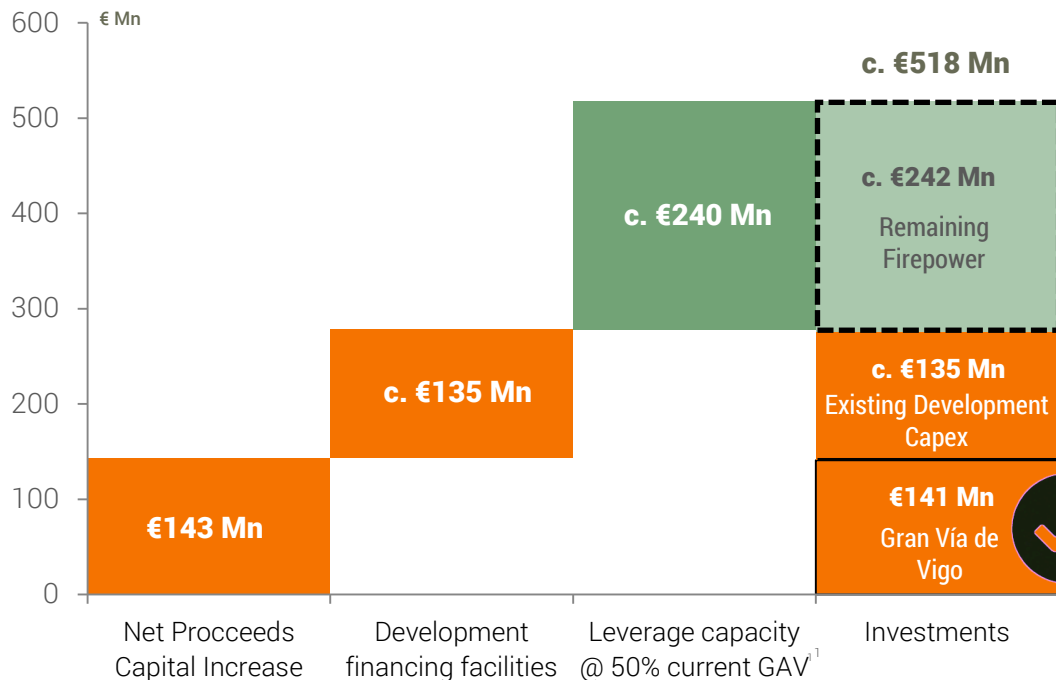 600
€ Mn
500
400
300
200
100
0
c. €518 Mn
c. €242 Mn
Remaining
Firepower
c. €240 Mn
c. €135 Mn
c. €135 Mn
Existing Development
Capex
€143 Mn
€141 Mn
Gran Vía de
Vigo
Net Procceeds
Capital Increase
Development
financing facilities
Leverage capacity
@ 50% current GAV
Investments